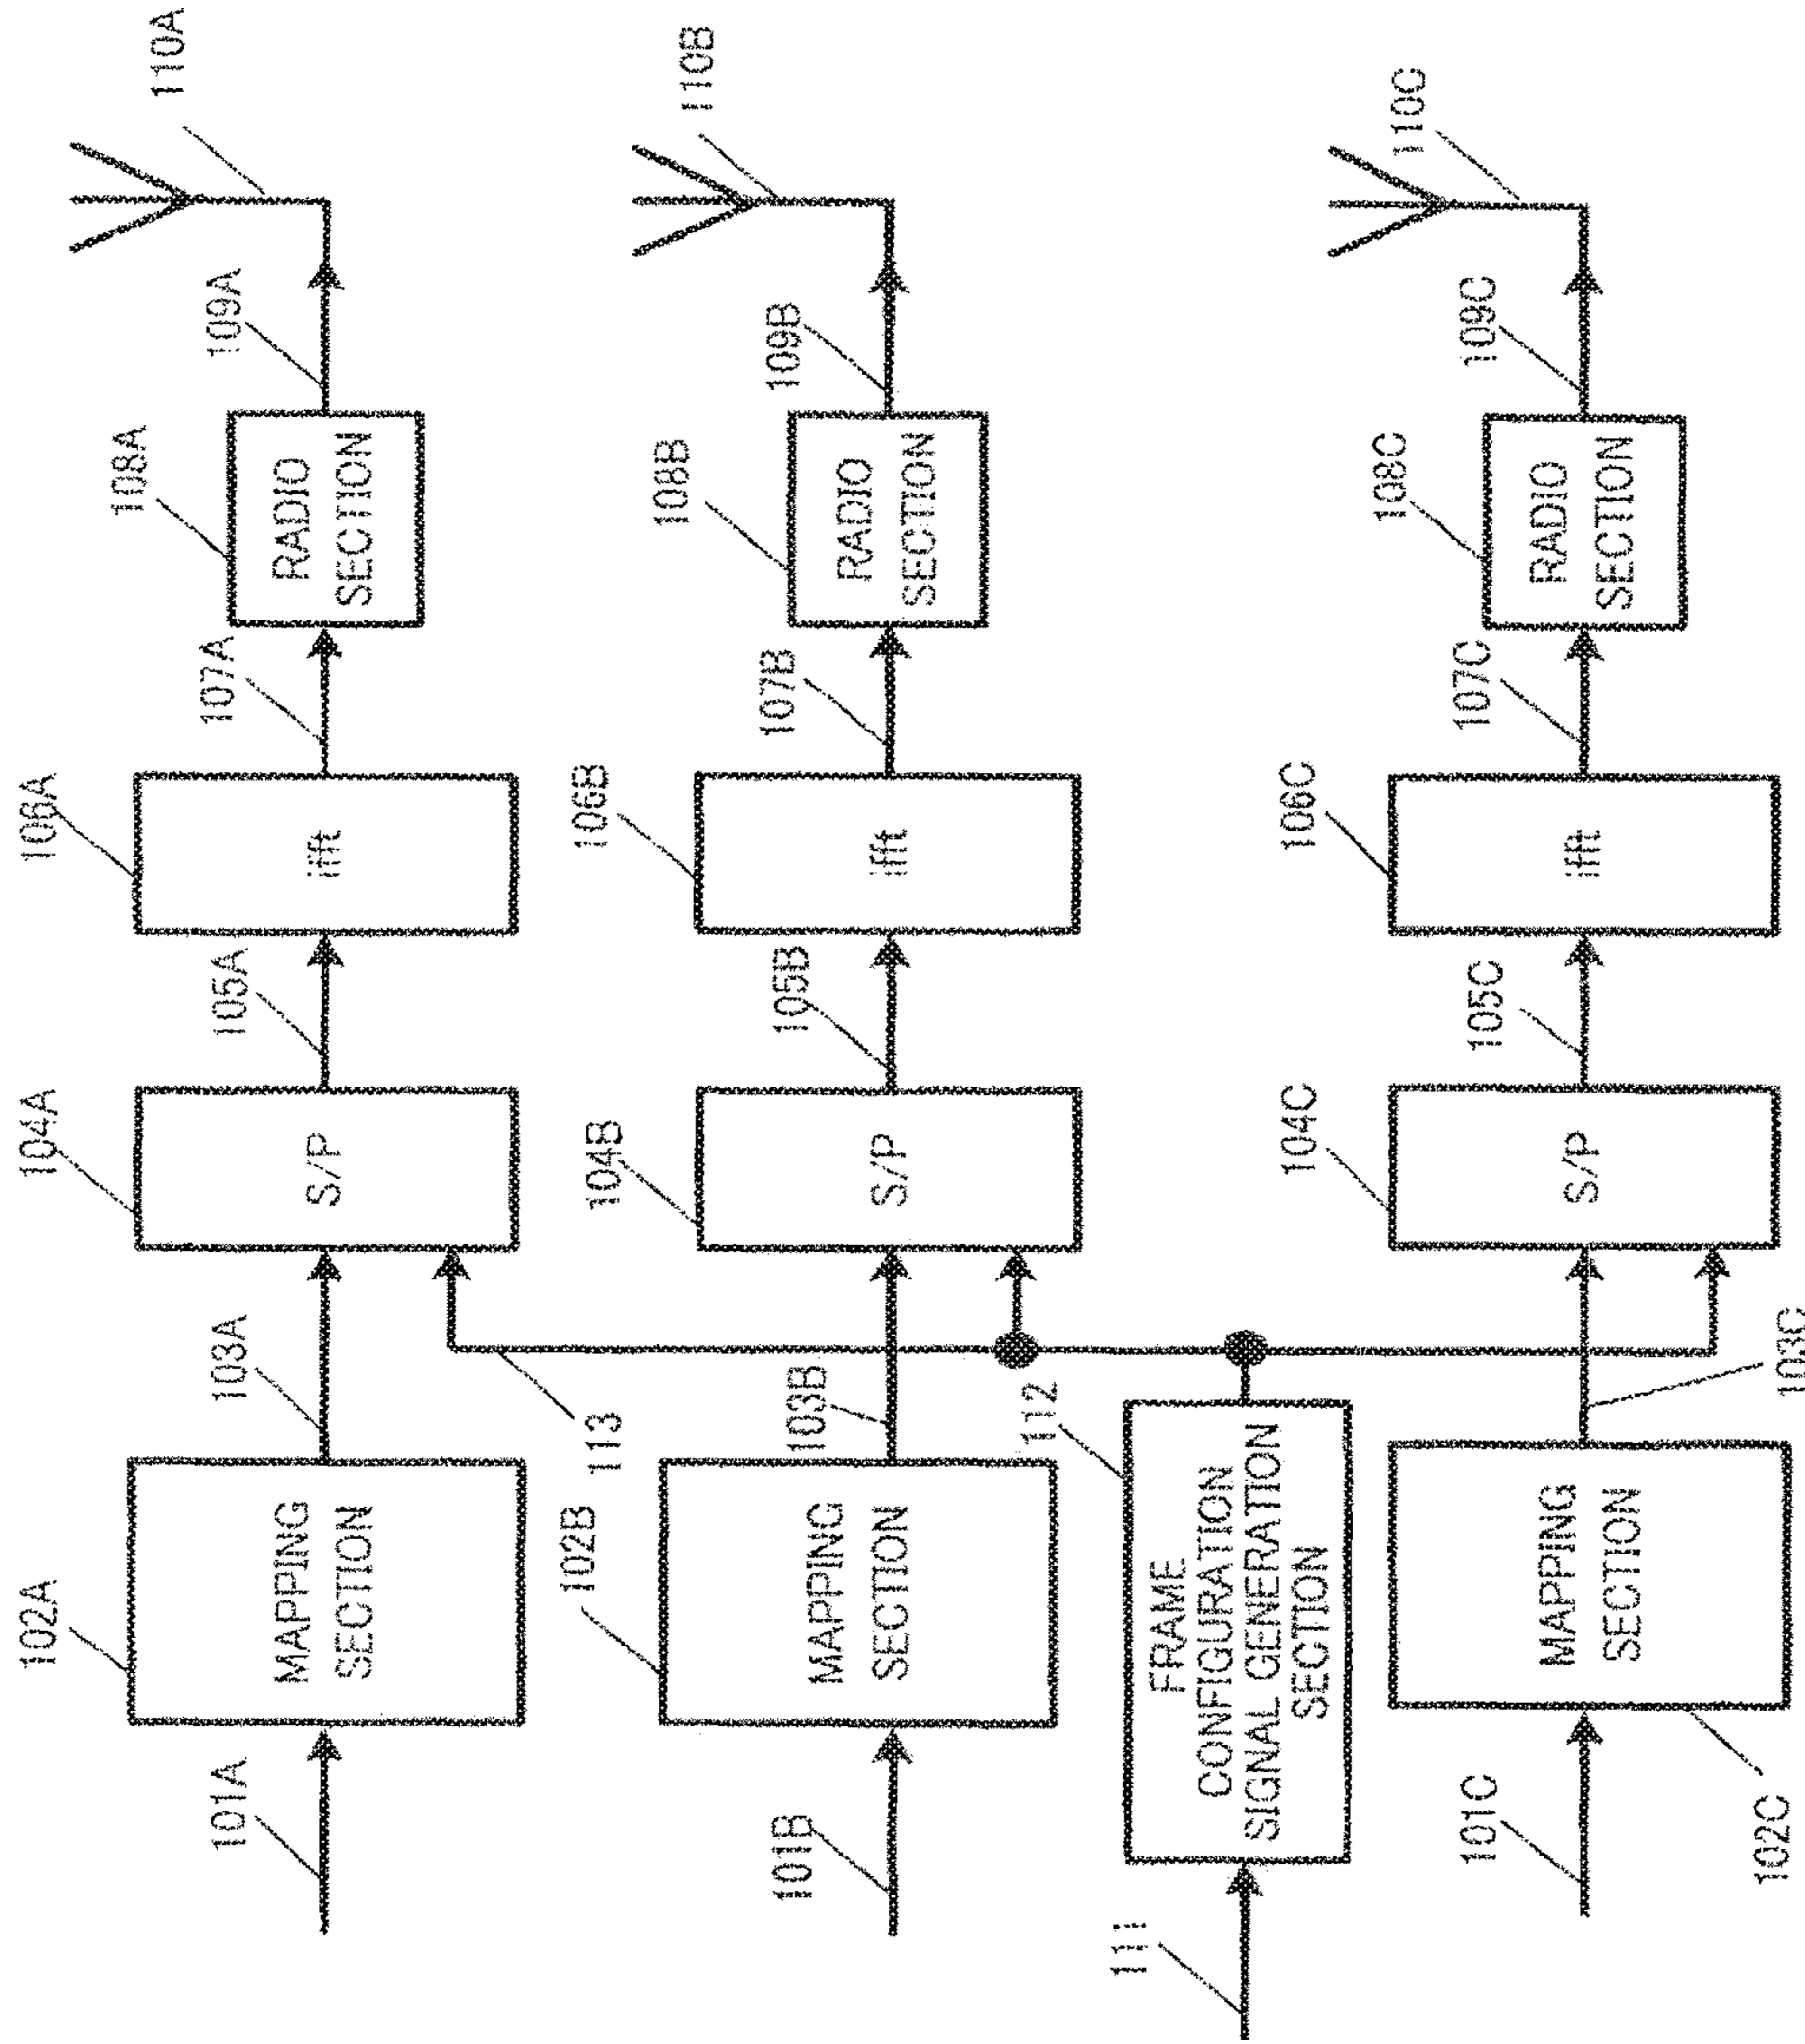 101A
102A
MAPPING
SECTION
103A
104A
S/P
105A
106A
ifft
107A
108A
RADIO
SECTION
109A
110A
113
101B
102B
MAPPING
SECTION
103B
104B
S/P
105B
106B
ifft
107B
108B
RADIO
SECTION
109B
110B
111
112
FRAME
CONFIGURATION
SIGNAL GENERATION
SECTION
101C
102C
MAPPING
SECTION
103C
104C
S/P
105C
106C
ifft
107C
108C
RADIO
SECTION
109C
110C